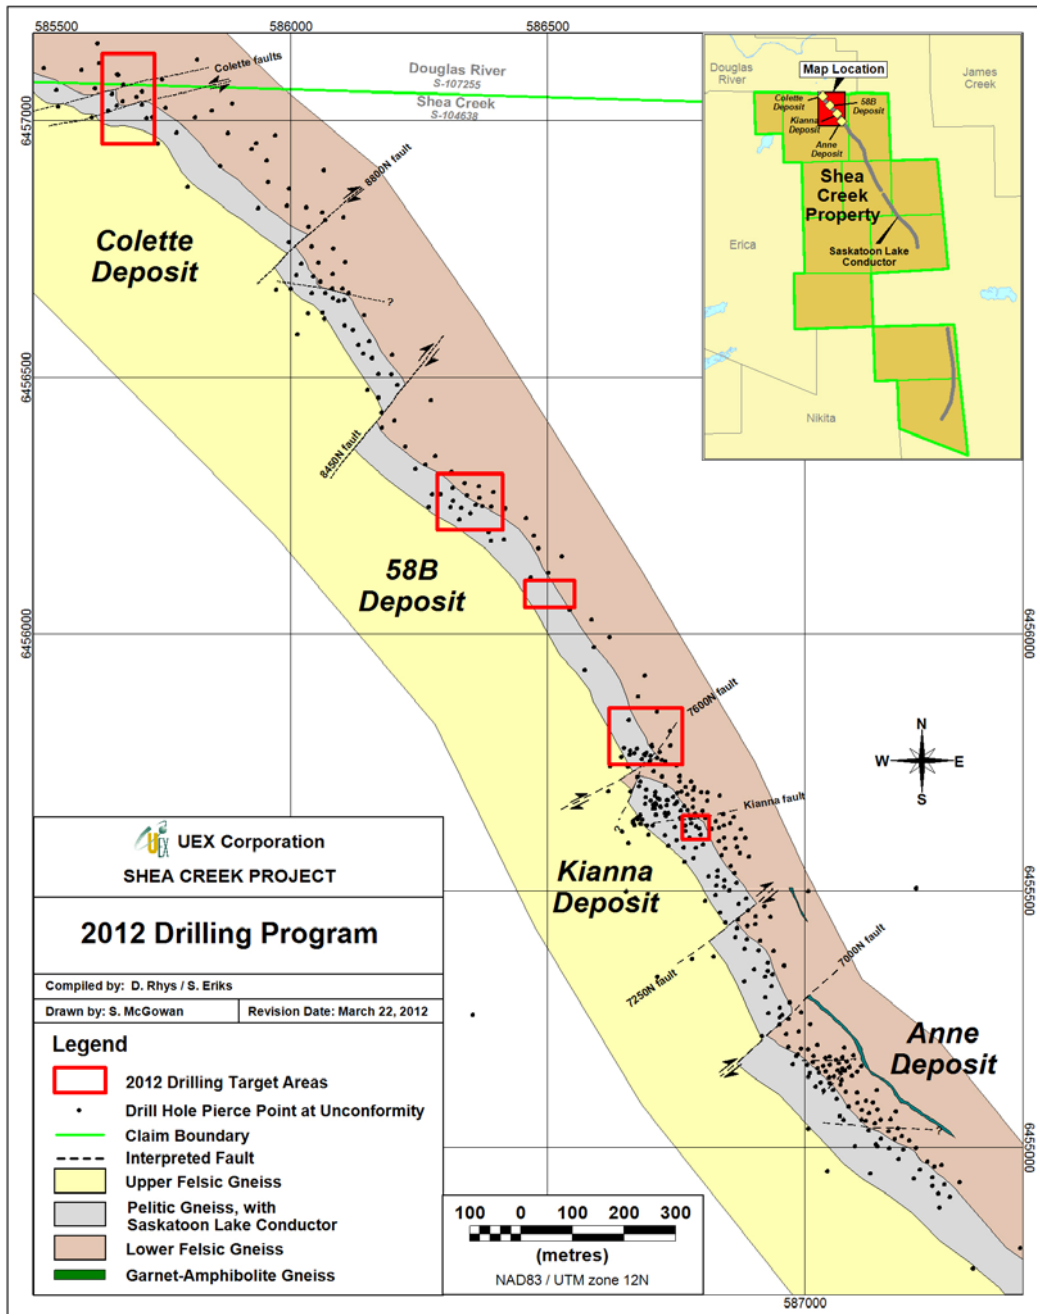 585500
586000
586500
Colette faults
Douglas River
S-107255
Shea Creek
S-104638
6457000
8800N fault
Colette
Deposit
?
6456500
8450N fault
58B
Deposit
6456000
6456000
7600N fault
Kianna fault
?
Kianna
Deposit
6455500
7250N fault
7000N fault
Anne
Deposit
?
6455000
587000
N
W E
S
Douglas
River
Map Location
James
Creek
Colette
Deposit
58B
Deposit
Kianna
Deposit
Anne
Deposit
Shea
Creek
Property
Erica
Saskatoon Lake
Conductor
Nikita
UEX
UEX Corporation
SHEA CREEK PROJECT
2012 Drilling Program
Compiled by: D. Rhys / S. Eriks
Drawn by: S. McGowan
Revision Date: March 22, 2012
Legend
2012 Drilling Target Areas
Drill Hole Pierce Point at Unconformity
Claim Boundary
Interpreted Fault
Upper Felsic Gneiss
Pelitic Gneiss, with
Saskatoon Lake Conductor
Lower Felsic Gneiss
Garnet-Amphibolite Gneiss
100 0 100 200 300
(metres)
NAD83 / UTM zone 12N